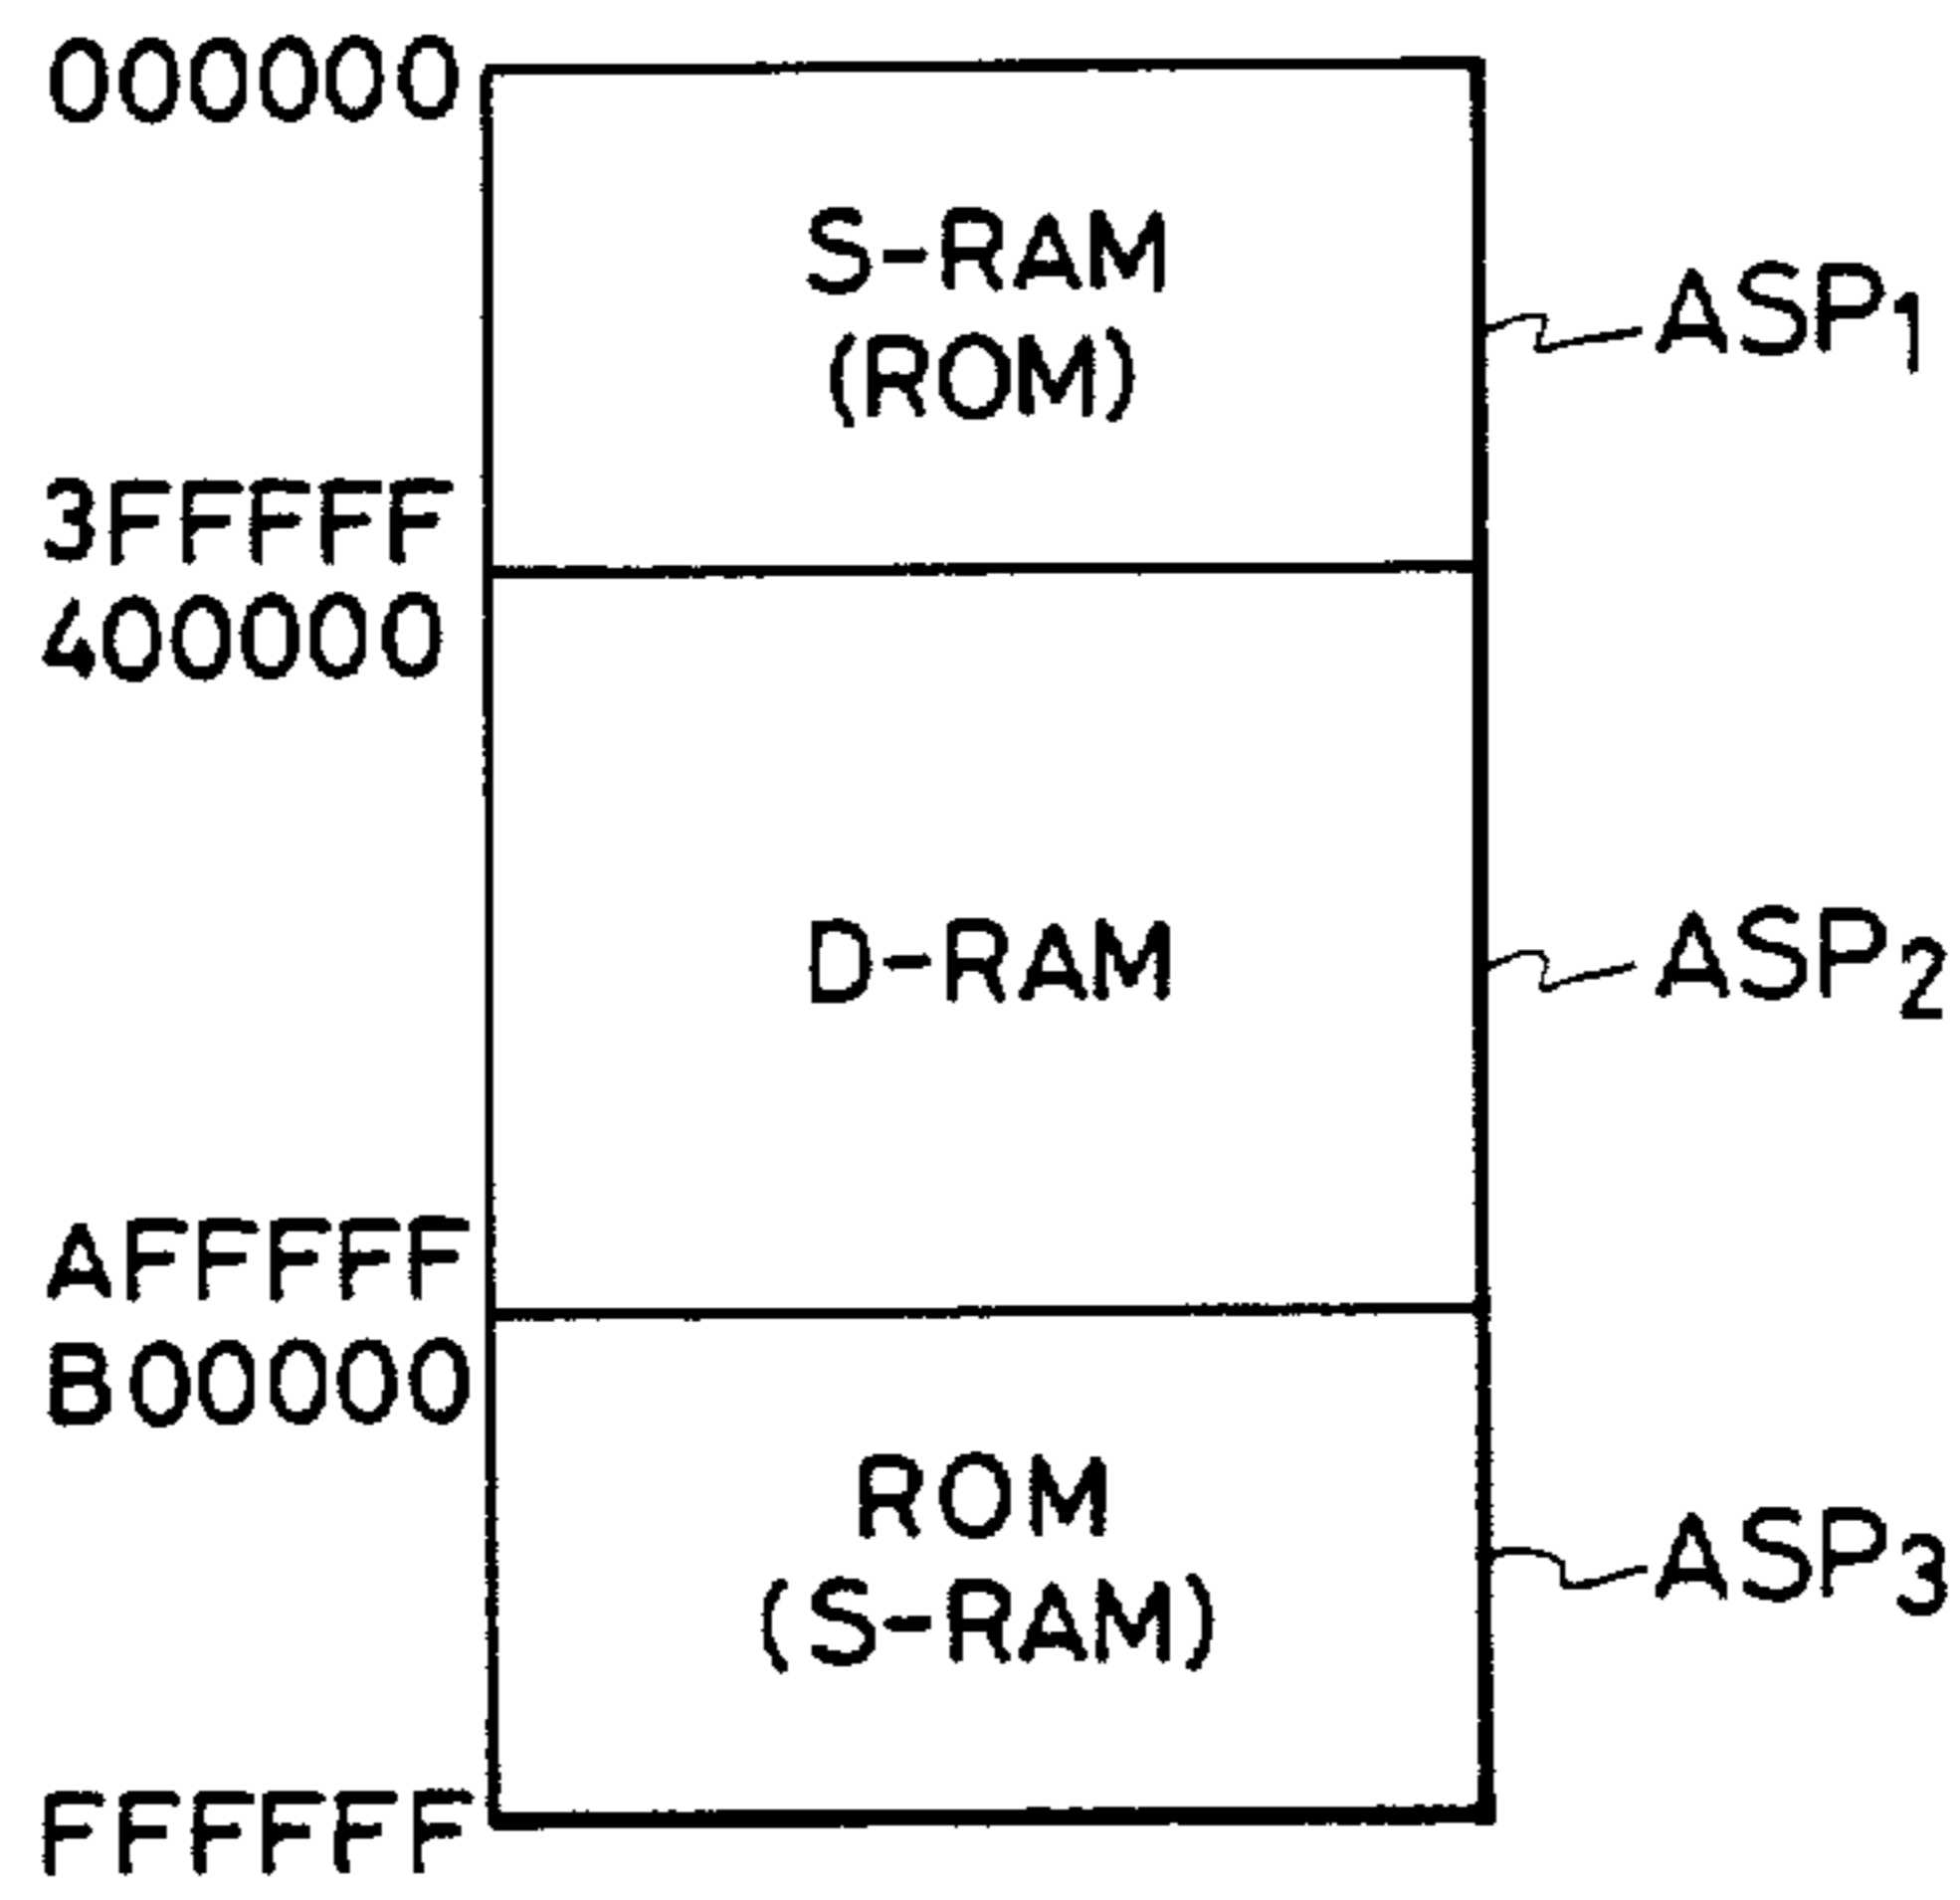 000000
S-RAM
(ROM)
ASP1
3FFFFF
400000
D-RAM
ASP2
AFFFFF
B00000
ROM
(S-RAM)
ASP3
FFFFFF